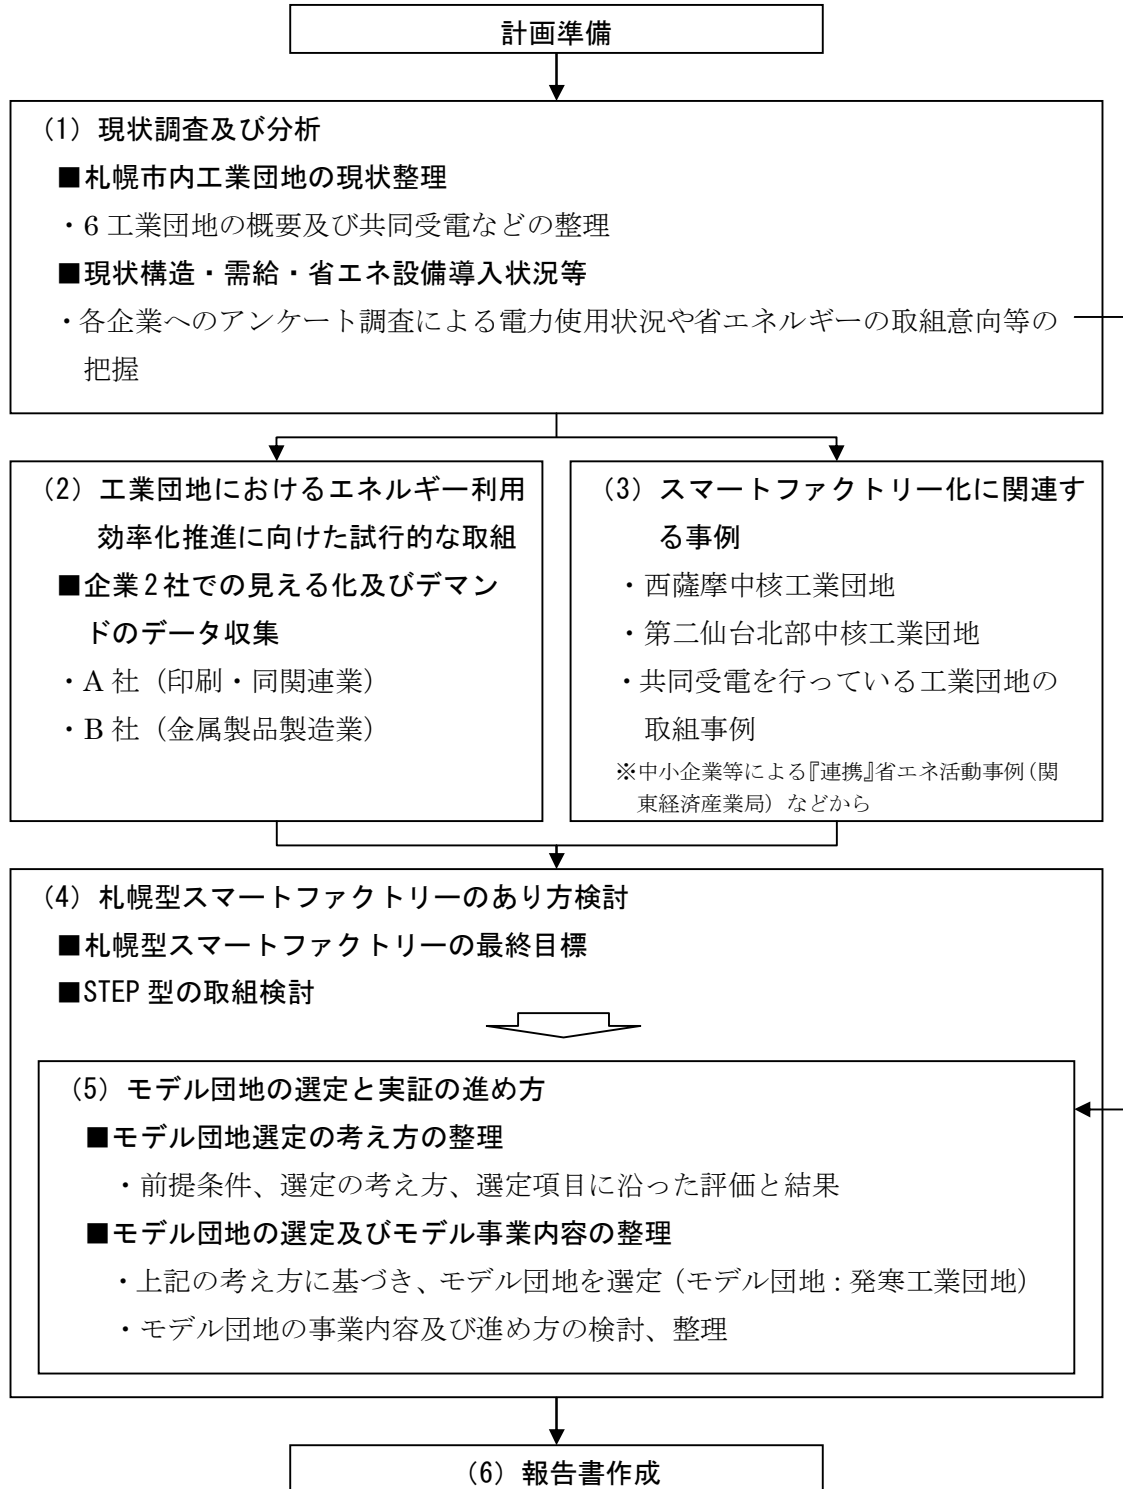 計画準備
(1) 現状調査及び分析
■札幌市内工業団地の現状整理
・6 工業団地の概要及び共同受電などの整理
■現状構造・需給・省エネ設備導入状況等
・各企業へのアンケート調査による電力使用状況や省エネルギーの取組意向等の
把握
(2) 工業団地におけるエネルギー利用
効率化推進に向けた試行的な取組
■企業2社での見える化及びデマン
ドのデータ収集
・A 社（印刷・同関連業）
・B 社（金属製品製造業）
(3) スマートファクトリー化に関連す
る事例
・西薩摩中核工業団地
・第二仙台北部中核工業団地
・共同受電を行っている工業団地の
取組事例
※中小企業等による『連携』省エネ活動事例（関
東経済産業局）などから
(4) 札幌型スマートファクトリーのあり方検討
■札幌型スマートファクトリーの最終目標
■STEP 型の取組検討
(5) モデル団地の選定と実証の進め方
■モデル団地選定の考え方の整理
・前提条件、選定の考え方、選定項目に沿った評価と結果
■モデル団地の選定及びモデル事業内容の整理
・上記の考え方に基づき、モデル団地を選定（モデル団地：発寒工業団地）
・モデル団地の事業内容及び進め方の検討、整理
(6) 報告書作成